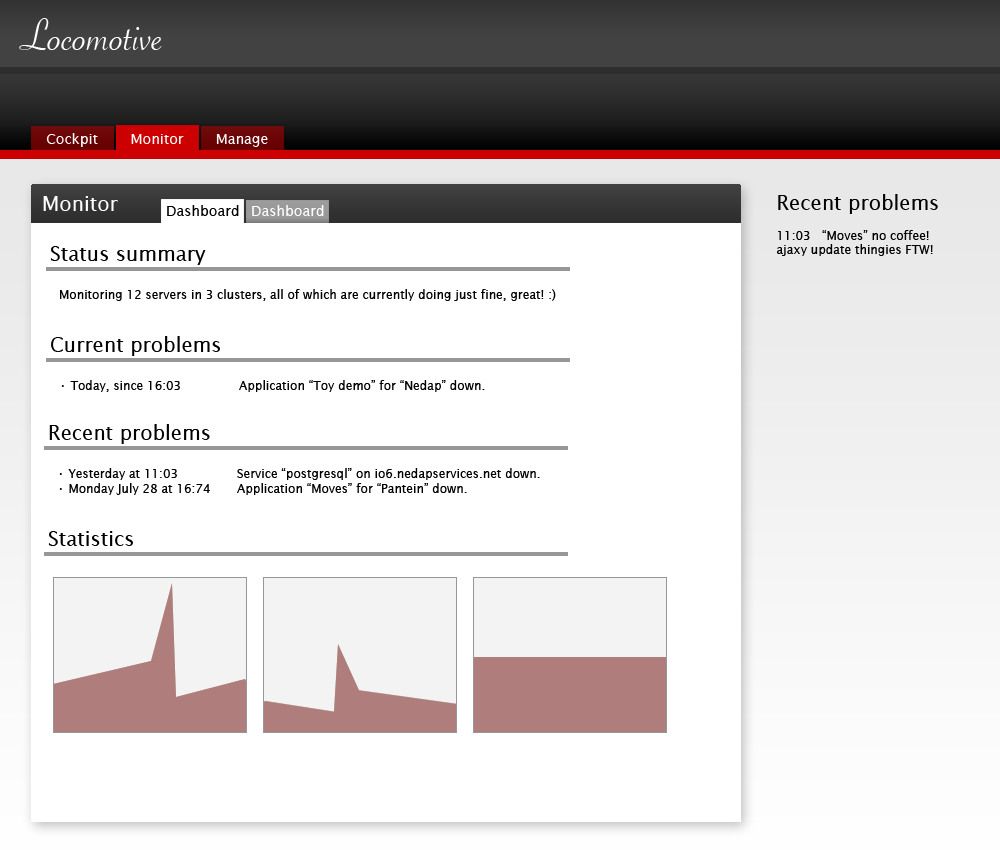 Locomotive
Cockpit Monitor Manage
Monitor Dashboard Dashboard
Status summary
Monitoring 12 servers in 3 clusters, all of which are currently doing just fine, great! :)
Current problems
· Today, since 16:03 Application “Toy demo” for “Nedap” down.
Recent problems
· Yesterday at 11:03 Service “postgresql” on io6.nedapservices.net down.
· Monday July 28 at 16:74 Application “Moves” for “Pantein” down.
Statistics
Recent problems
11:03 “Moves” no coffee!
ajaxy update thingies FTW!